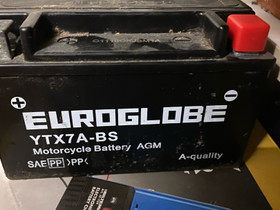 EUROGLOBE
YTX7A-BS
Motorcycle Battery AGM
SAE PP >PP<
A-quality